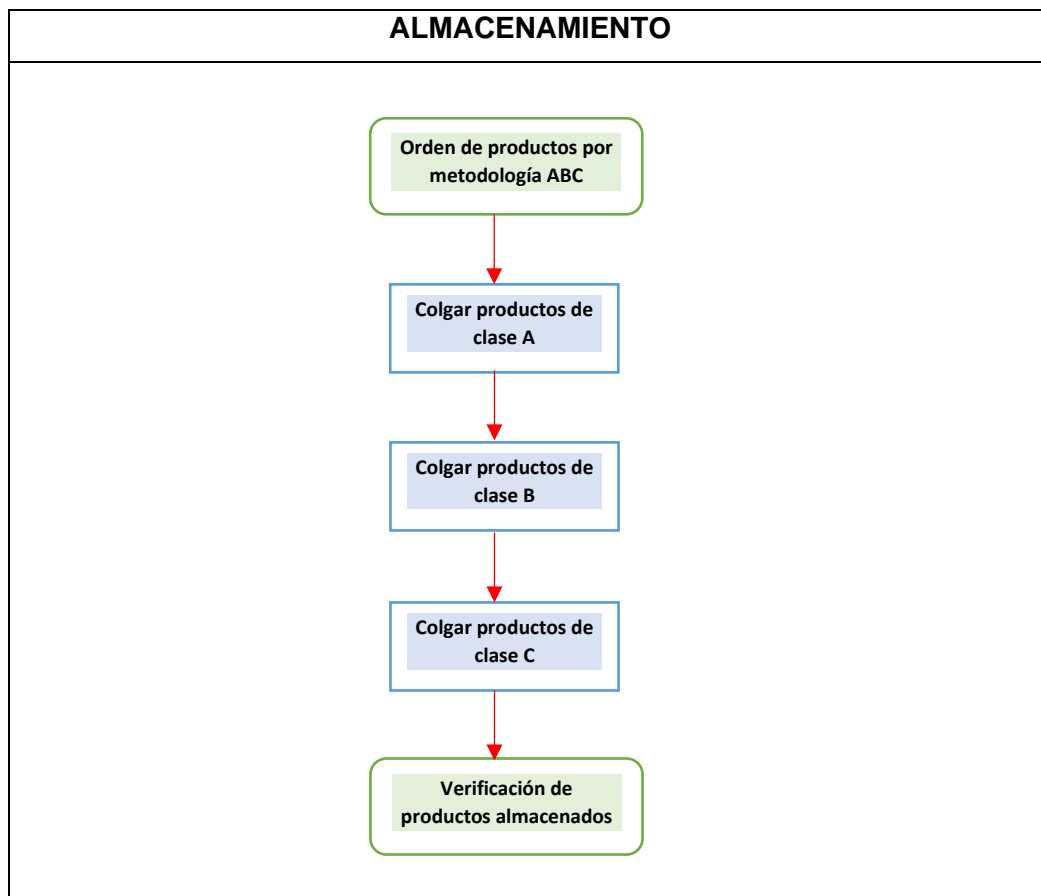 ALMACENAMIENTO
Orden de productos por
metodología ABC
Colgar productos de
clase A
Colgar productos de
clase B
Colgar productos de
clase C
Verificación de
productos almacenados